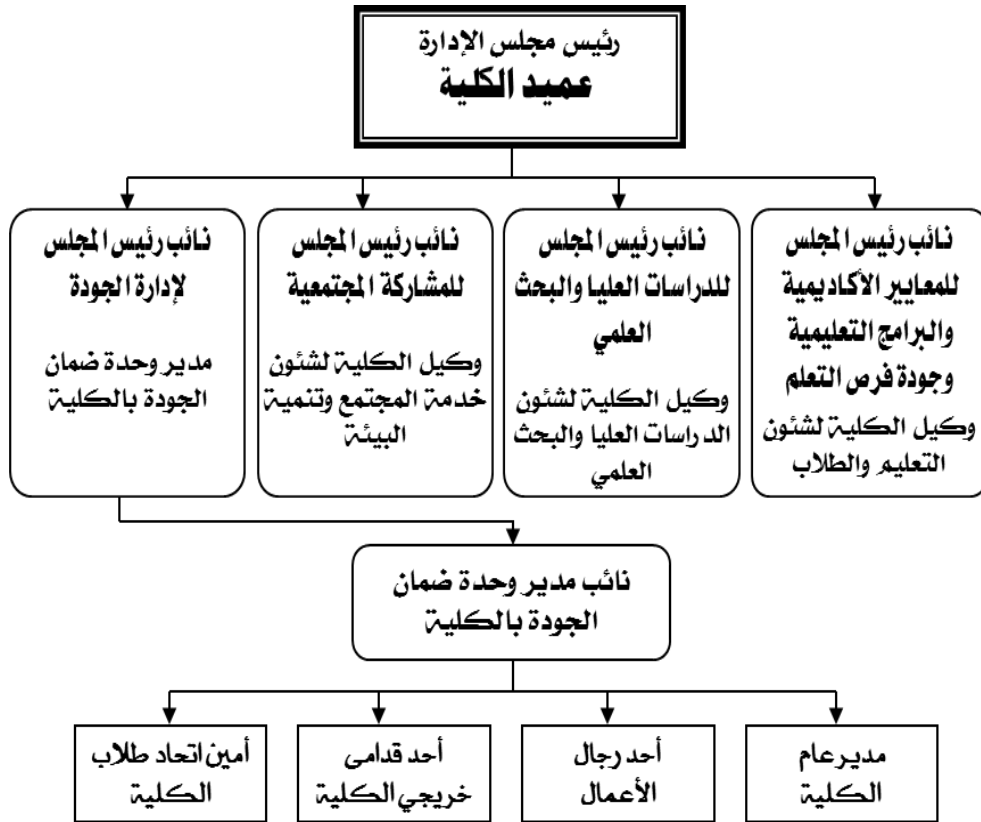 رئيس مجلس الإدارة
عميد الكلية
نائب رئيس المجلس
للمعايير الأكاديمية
والبرامج التعليمية
وجودة فرص التعلم
وكيل الكلية لشئون
التعليم والطلاب
نائب رئيس المجلس
للدراسات العليا والبحث
العلمي
وكيل الكلية لشئون
الدراسات العليا والبحث
العلمي
نائب رئيس المجلس
للمشاركة المجتمعية
وكيل الكلية لشئون
خدمة المجتمع وتنمية
البيئة
نائب رئيس المجلس
لإدارة الجودة
مدير وحدة ضمان
الجودة بالكلية
نائب مدير وحدة ضمان
الجودة بالكلية
مدير عام
الكلية
أحد رجال
الأعمال
أحد قدامى
خريجي الكلية
أمين اتحاد طلاب
الكلية